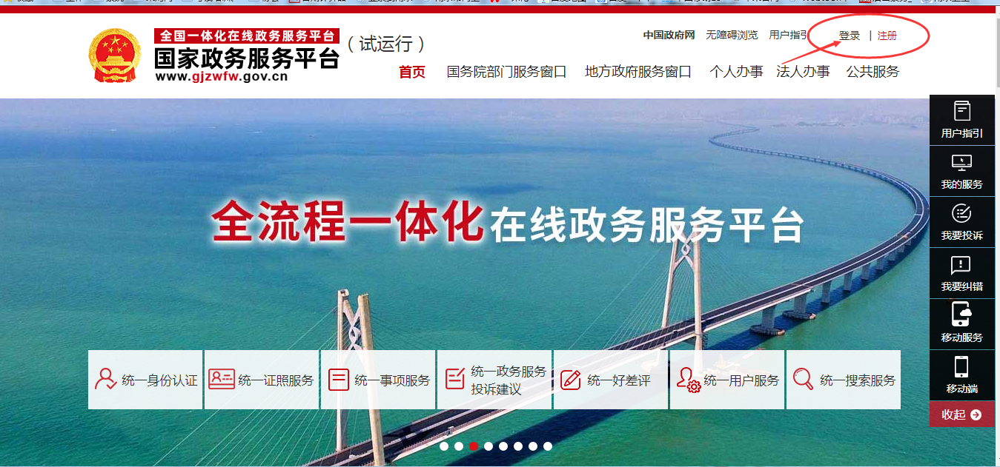 全国一体化在线政务服务平台
国家政务服务平台
www.gjzwfw.gov.cn
（试运行）
中国政府网 无障碍浏览 用户指引 登录 | 注册
首页 国务院部门服务窗口 地方政府服务窗口 个人办事 法人办事 公共服务
全流程一体化在线政务服务平台
用户指引
我的服务
我要投诉
我要纠错
移动服务
移动端
收起
统一身份认证
统一证照服务
统一事项服务
统一政务服务
投诉建议
统一好差评
统一用户服务
统一搜索服务